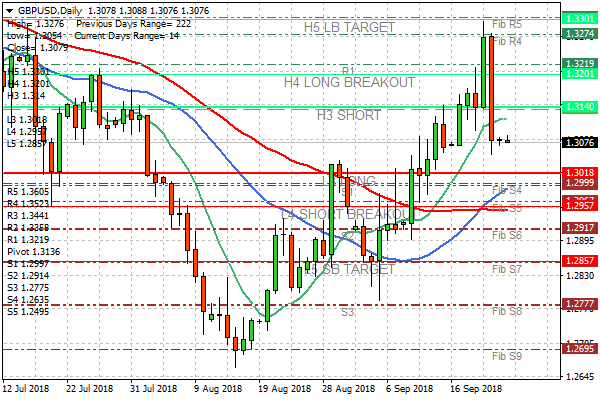 GBPUSD,Daily 1.3078 1.3088 1.3076 1.3076
High= 1.3276 Previous Days Range= 222
Low= 1.3054 Current Days Range= 14
Close= 1.3079
H5 LB TARGET
Fib R5
Fib R4
R1
H4 LONG BREAKOUT
H3 SHORT
H4 1.3201
H3 1.314
L3 1.3018
L4 1.2957
L5 1.2857
LONG
S1
Fib S4
R5 1.3605
R4 1.3523
R3 1.3441
R2 1.3358
R1 1.3219
Pivot 1.3136
S1 1.2997
S2 1.2914
S3 1.2775
S4 1.2635
S5 1.2495
L4 SHORT BREAKOUT
Fib S5
S2
Fib S6
SB TARGET
Fib S7
S3
Fib S8
Fib S9
1.3301
1.3274
1.3219
1.3201
1.3140
1.3076
1.3018
1.2999
1.2957
1.2917
1.2895
1.2857
1.2830
1.2777
1.2695
1.2645
12 Jul 2018 22 Jul 2018 31 Jul 2018 9 Aug 2018 19 Aug 2018 28 Aug 2018 6 Sep 2018 16 Sep 2018